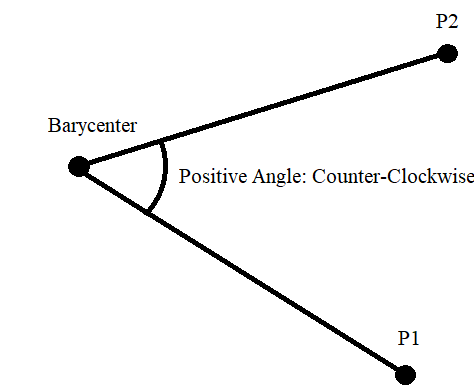 P2
Barycenter
Positive Angle: Counter-Clockwise
P1